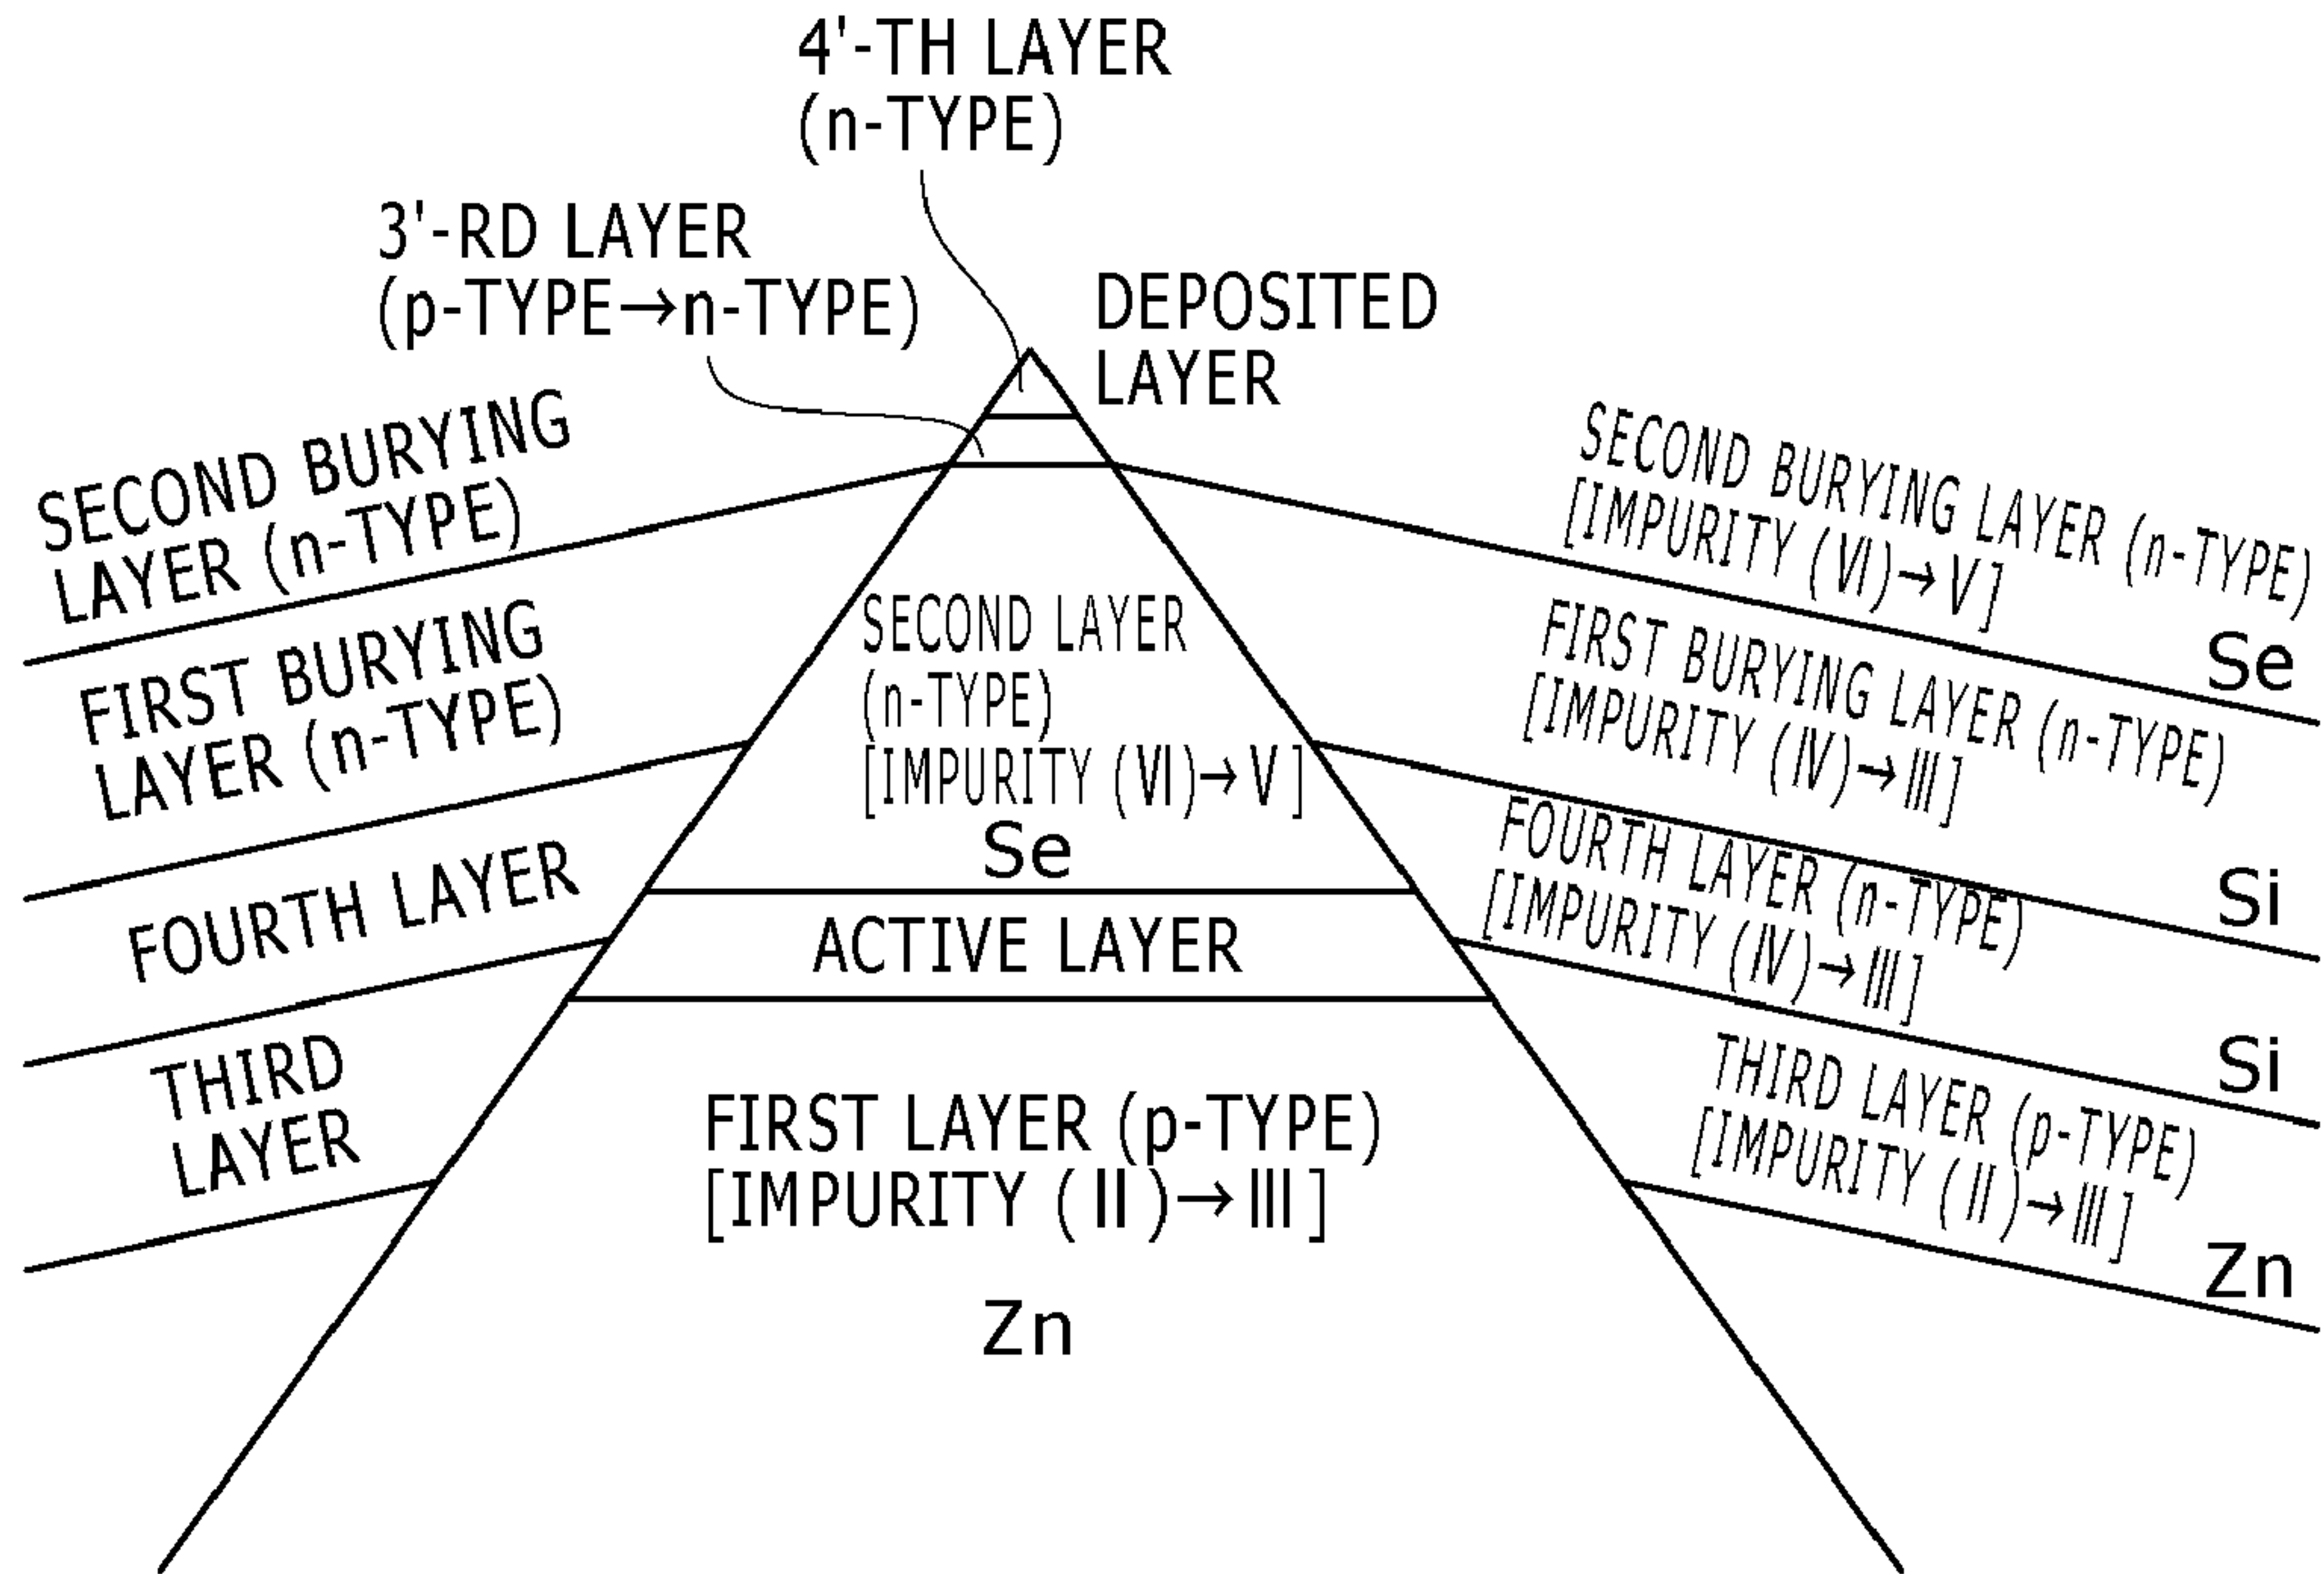 4'-TH LAYER
(n-TYPE)
3'-RD LAYER
(p-TYPE→n-TYPE)
DEPOSITED
LAYER
SECOND BURYING
LAYER (n-TYPE)
FIRST BURYING
LAYER (n-TYPE)
FOURTH LAYER
THIRD
LAYER
SECOND LAYER
(n-TYPE)
[IMPURITY (Ⅵ)→Ⅴ]
Se
ACTIVE LAYER
FIRST LAYER (p-TYPE)
[IMPURITY (Ⅱ)→Ⅲ]
Zn
SECOND BURYING LAYER (n-TYPE)
[IMPURITY (Ⅵ)→Ⅴ]
Se
FIRST BURYING LAYER (n-TYPE)
[IMPURITY (Ⅳ)→Ⅲ]
Si
FOURTH LAYER (n-TYPE)
[IMPURITY (Ⅳ)→Ⅲ]
Si
THIRD LAYER (p-TYPE)
[IMPURITY (Ⅱ)→Ⅲ]
Zn